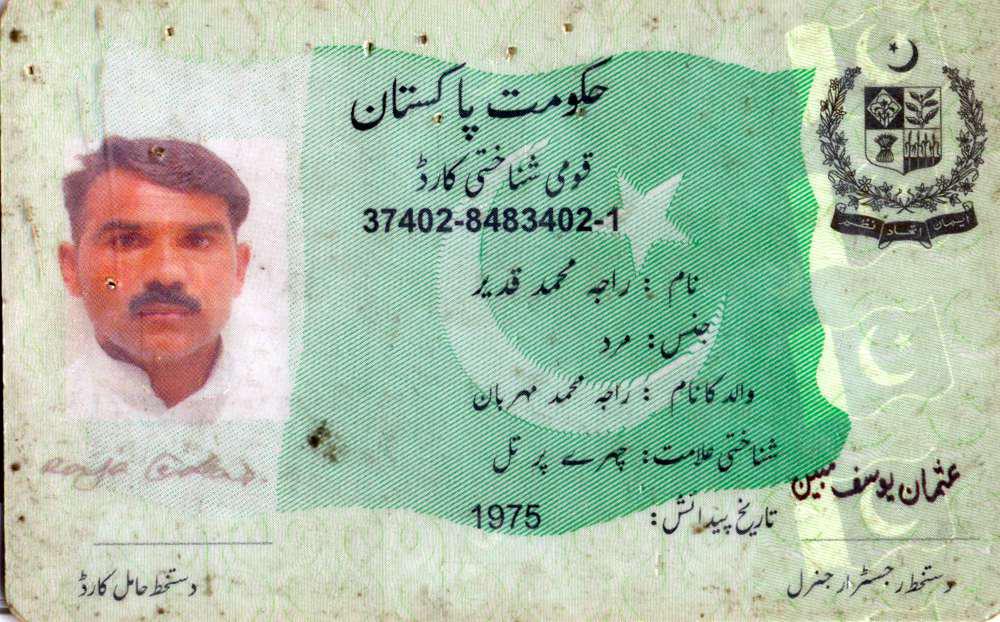 حکومت پاکستان
قومی شناختی کارڈ
37402-8483402-1
نام : راجہ محمد قدیر
جنس: مرد
والد کا نام : راجہ محمد مہربان
شناختی علامت: چہرے پر تل
تاریخ پیدائش: 1975
ایمان اتحاد نظم
عثمان یوسف مبین
دستخط حامل کارڈ
دستخط رجسٹرار جنرل